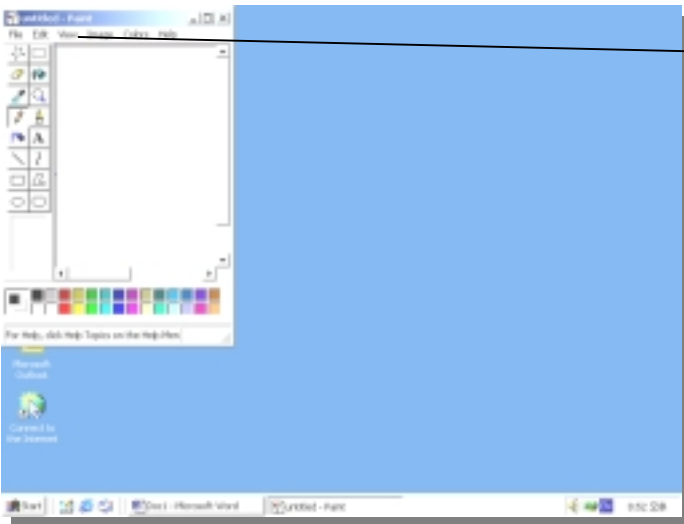 untitled - Paint
File Edit View Image Colors Help
A
For Help, click Help Topics on the Help Men
Microsoft
Outlook
Connect to
the Internet
Start
Doc1 - Microsoft Word
untitled - Paint